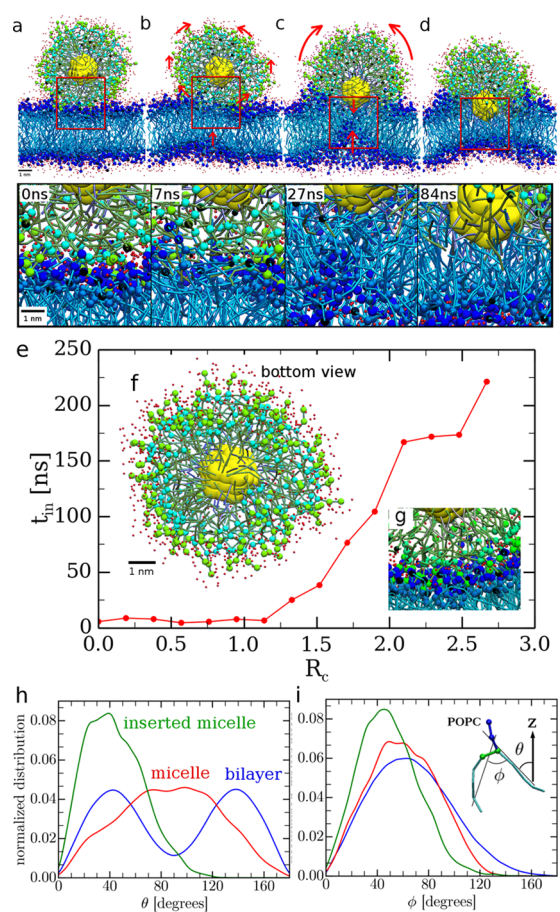 a b c d
1 nm
0ns 7ns 27ns 84ns
1 nm
e
250
200
150
100
50
0
t_in [ns]
f
bottom view
1 nm
g
0.0 0.5 1.0 1.5 2.0 2.5 3.0
R_c
h
0.08
0.06
0.04
0.02
0.00
normalized distribution
inserted micelle
micelle
bilayer
0 40 80 120 160
θ [degrees]
i
0.08
0.06
0.04
0.02
0.00
POPC
Z
θ
ϕ
0 40 80 120 160
ϕ [degrees]